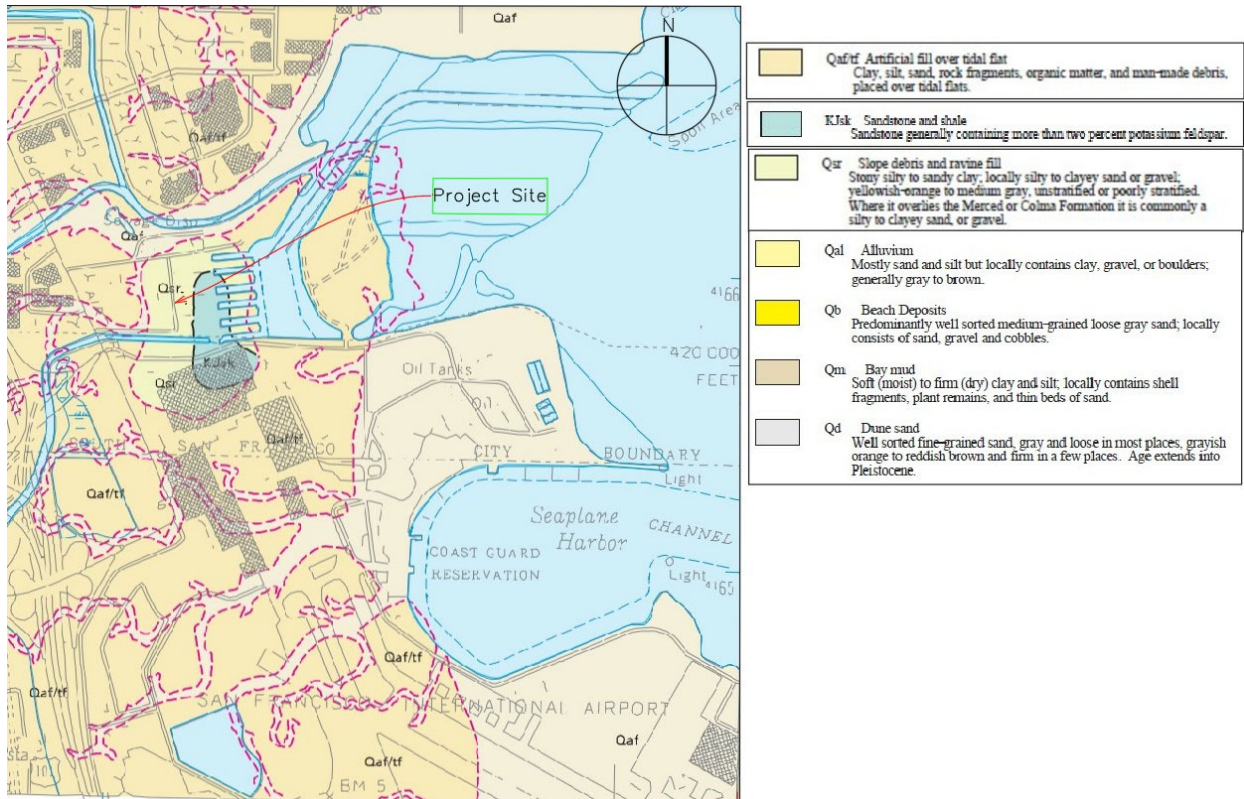 Qaf
N
Spoil Area
Qaf/tf
Project Site
Qaf
Qsr
4166
420 000
FEET
KJsk
Oil Tanks
Oil
Qsr
SOUTH SAN FRANCISCO
Qaf/tf
CITY BOUNDARY
Light
Qaf/tf
Seaplane
Harbor
CHANNEL
COAST GUARD
RESERVATION
Light
4165
Qaf/tf
Qaf/tf
SAN FRANCISCO INTERNATIONAL AIRPORT
Qaf
Qaf/tf
BM 5
Qaf/tf Artificial fill over tidal flat
Clay, silt, sand, rock fragments, organic matter, and man-made debris,
placed over tidal flats.
KJsk Sandstone and shale
Sandstone generally containing more than two percent potassium feldspar.
Qsr Slope debris and ravine fill
Stony silty to sandy clay; locally silty to clayey sand or gravel;
yellowish-orange to medium gray, unstratified or poorly stratified.
Where it overlies the Merced or Colma Formation it is commonly a
silty to clayey sand, or gravel.
Qal Alluvium
Mostly sand and silt but locally contains clay, gravel, or boulders;
generally gray to brown.
Qb Beach Deposits
Predominantly well sorted medium-grained loose gray sand; locally
consists of sand, gravel and cobbles.
Qm Bay mud
Soft (moist) to firm (dry) clay and silt; locally contains shell
fragments, plant remains, and thin beds of sand.
Qd Dune sand
Well sorted fine-grained sand, gray and loose in most places, grayish
orange to reddish brown and firm in a few places. Age extends into
Pleistocene.